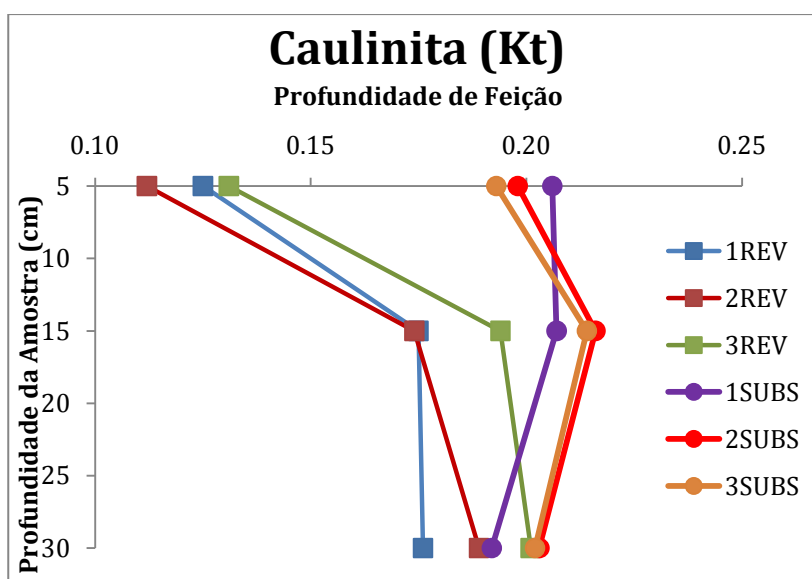 Caulinita (Kt)
Profundidade de Feição
0.10 0.15 0.20 0.25
Profundidade da Amostra (cm)
5
10
15
20
25
30
1REV
2REV
3REV
1SUBS
2SUBS
3SUBS